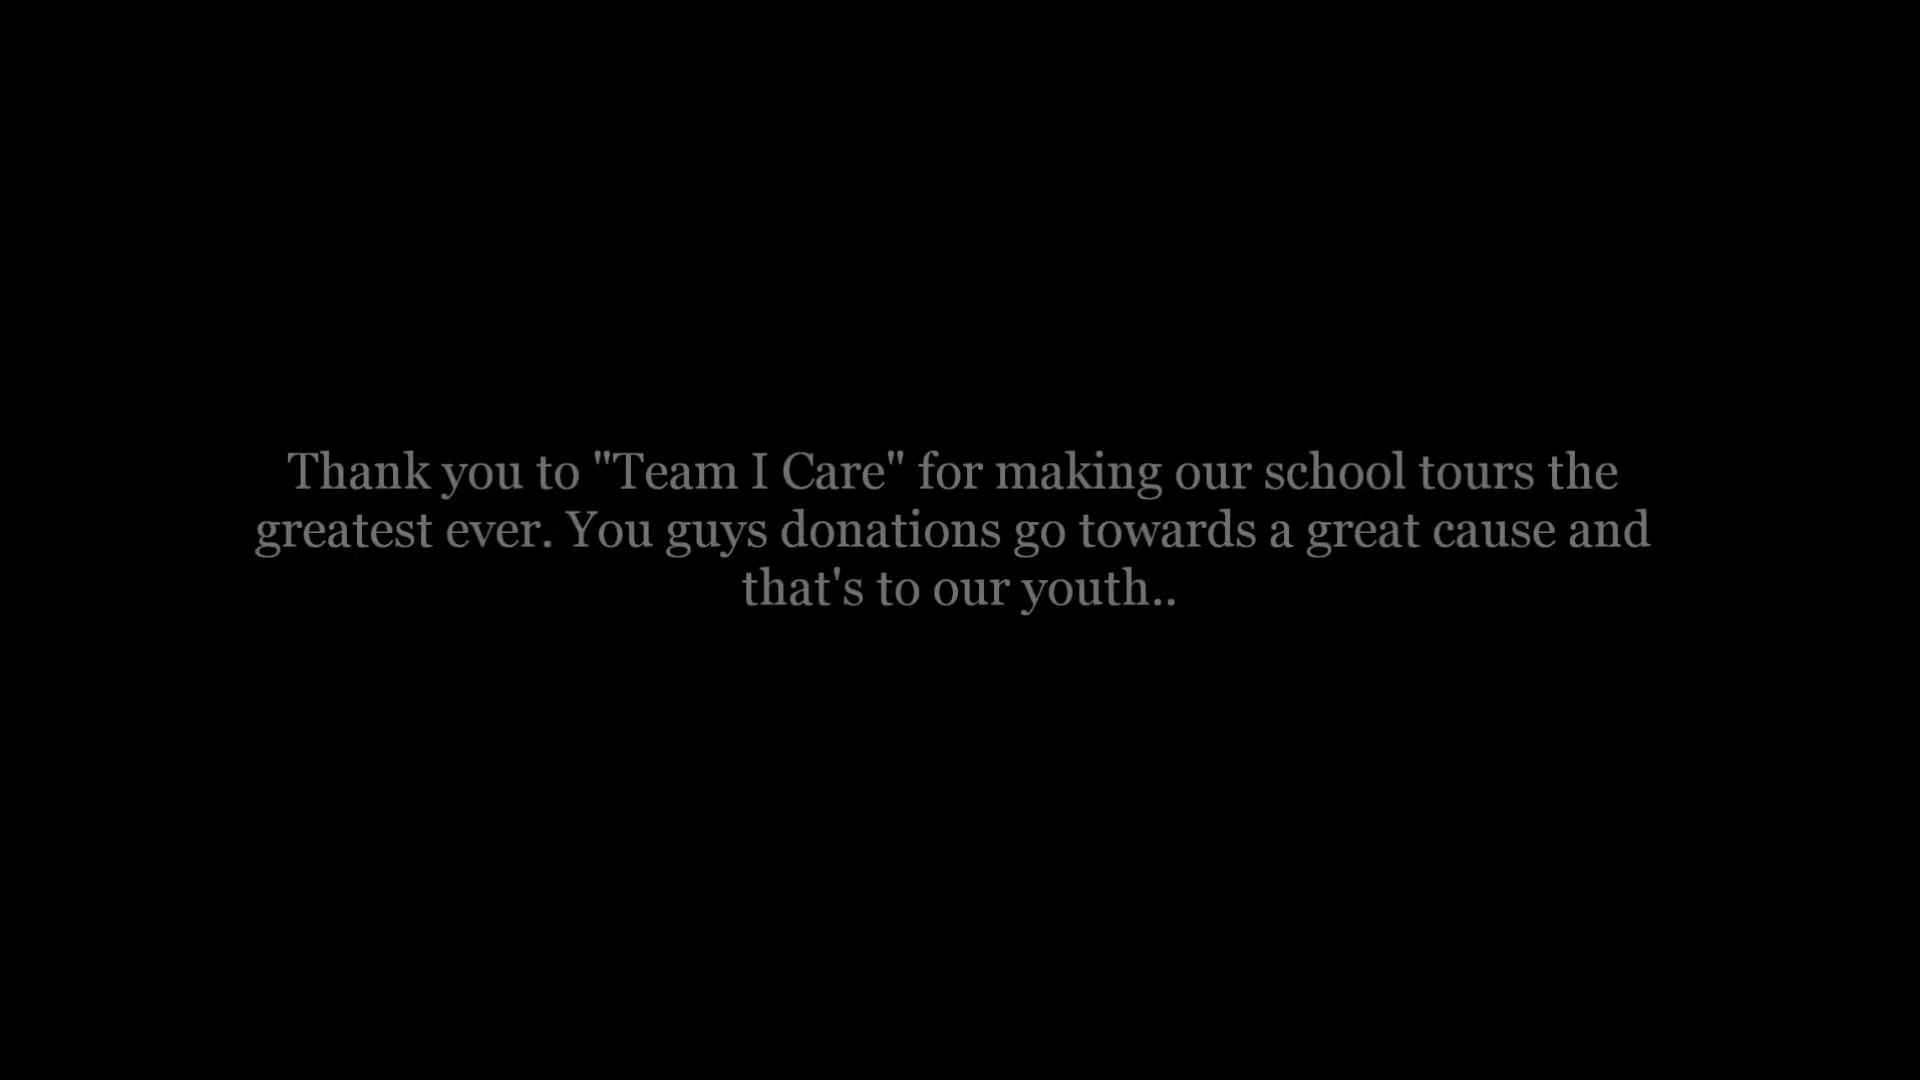 Thank you to "Team I Care" for making our school tours the
greatest ever. You guys donations go towards a great cause and
that's to our youth..